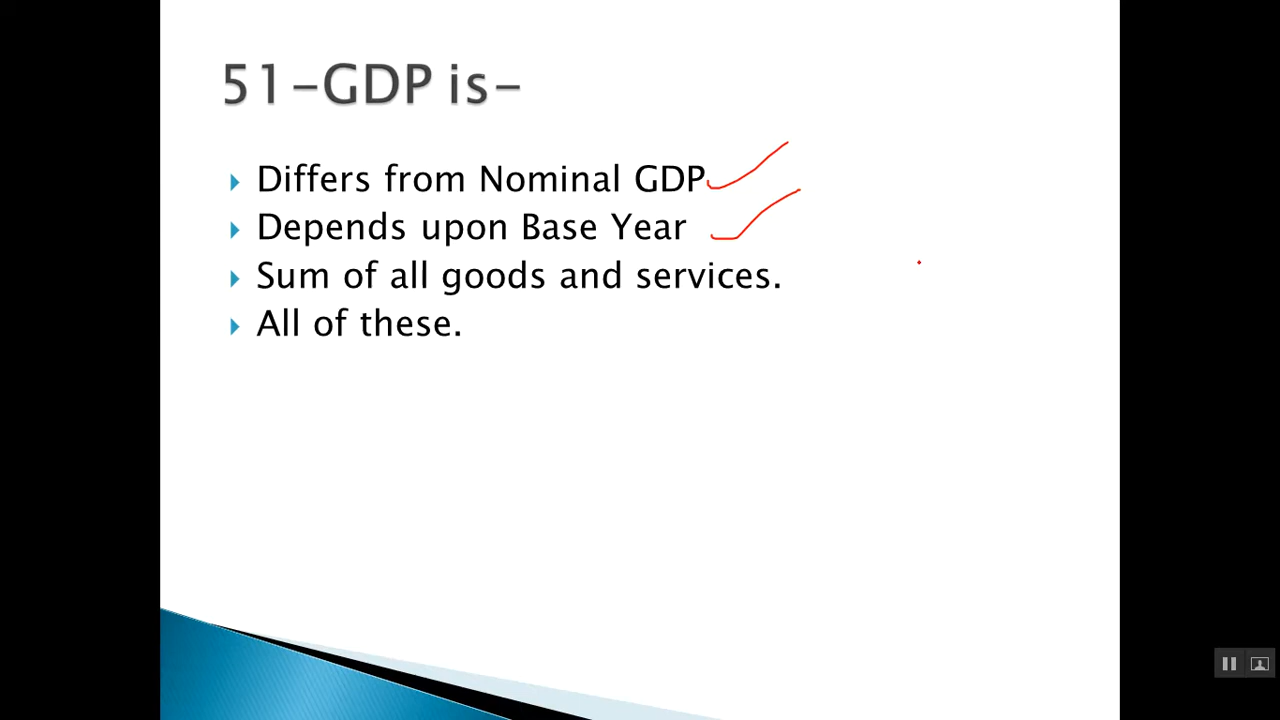 51-GDP is-
Differs from Nominal GDP
Depends upon Base Year
Sum of all goods and services.
All of these.